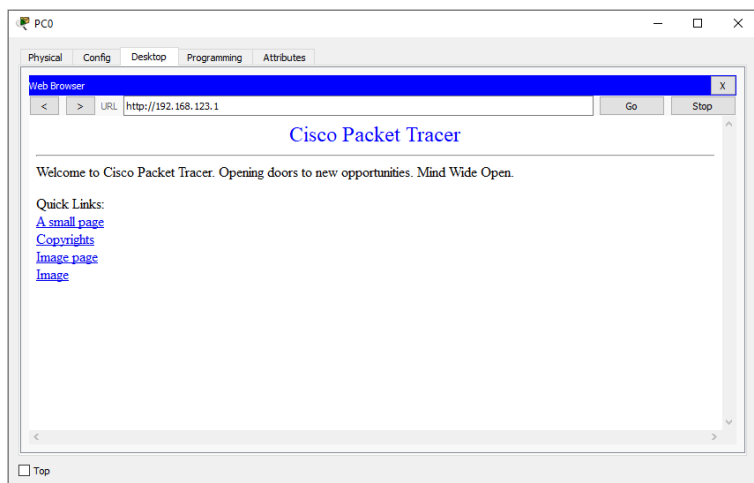 PC0
Physical Config Desktop Programming Attributes
Web Browser X
< > URL http://192.168.123.1 Go Stop
Cisco Packet Tracer
Welcome to Cisco Packet Tracer. Opening doors to new opportunities. Mind Wide Open.
Quick Links:
A small page
Copyrights
Image page
Image
Top